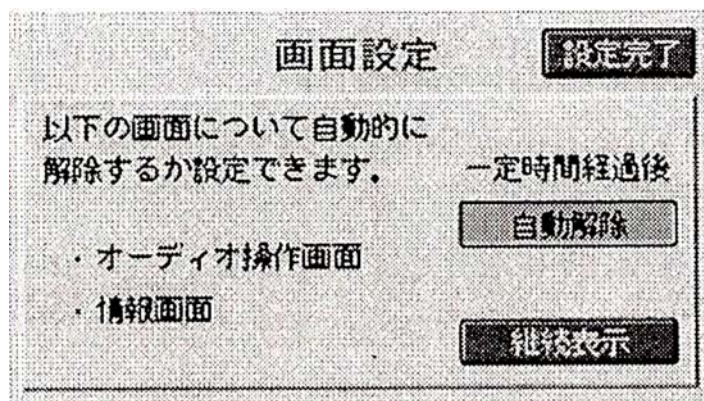 画面設定
設定完了
以下の画面について自動的に
解除するか設定できます.
一定時間経過後
自動解除
・オーディオ操作画面
・情報画面
継続表示